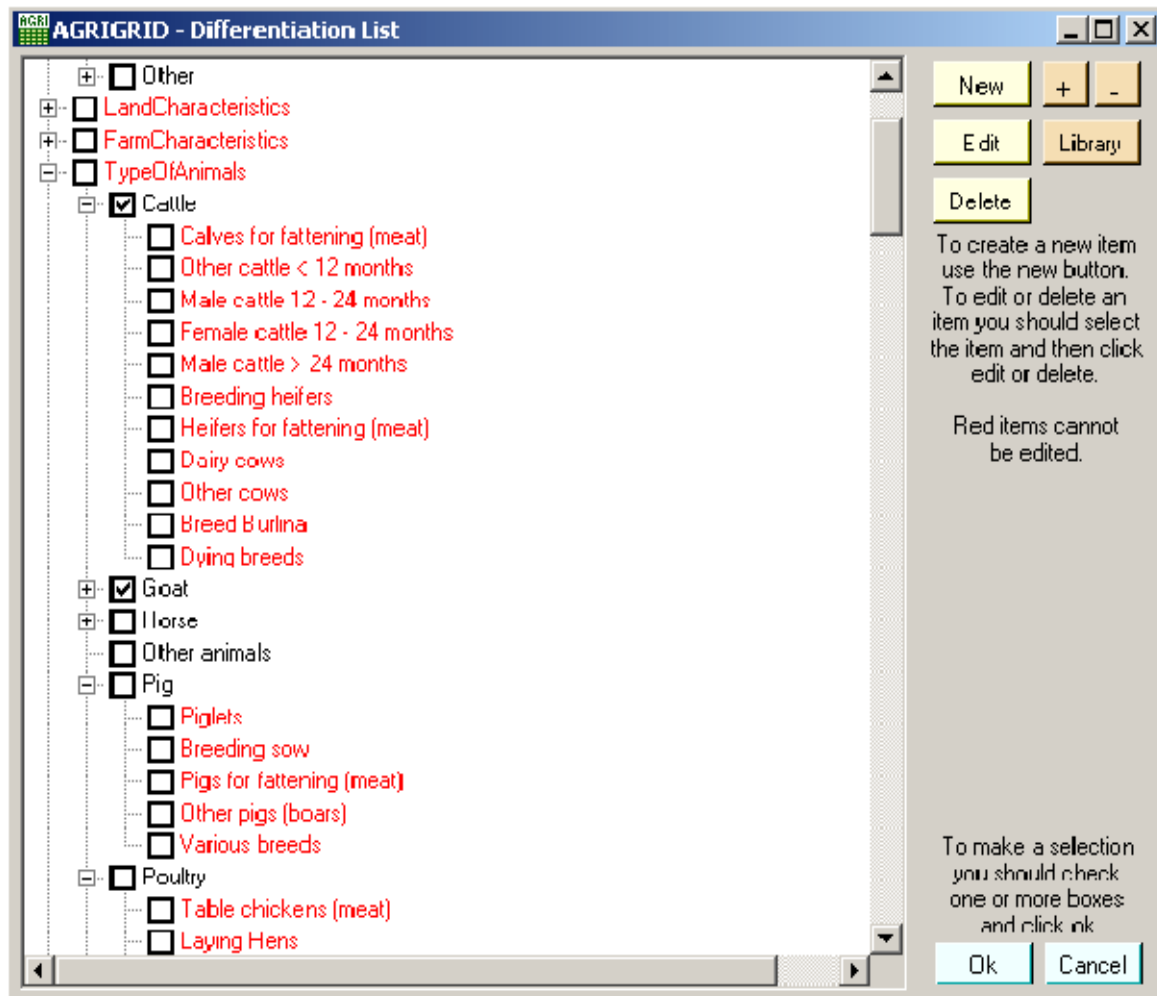 AGRI
AGRIGRID - Differentiation List
Other
LandCharacteristics
FarmCharacteristics
TypeOfAnimals
Cattle
Calves for fattening (meat)
Other cattle < 12 months
Male cattle 12 - 24 months
Female cattle 12 - 24 months
Male cattle > 24 months
Breeding heifers
Heifers for fattening (meat)
Dairy cows
Other cows
Breed Burlina
Dying breeds
Goat
Horse
Other animals
Pig
Piglets
Breeding sow
Pigs for fattening (meat)
Other pigs (boars)
Various breeds
Poultry
Table chickens (meat)
Laying Hens
New + -
Edit Library
Delete
To create a new item
use the new button.
To edit or delete an
item you should select
the item and then click
edit or delete.
Red items cannot
be edited.
To make a selection
you should check
one or more boxes
and click ok
Ok Cancel